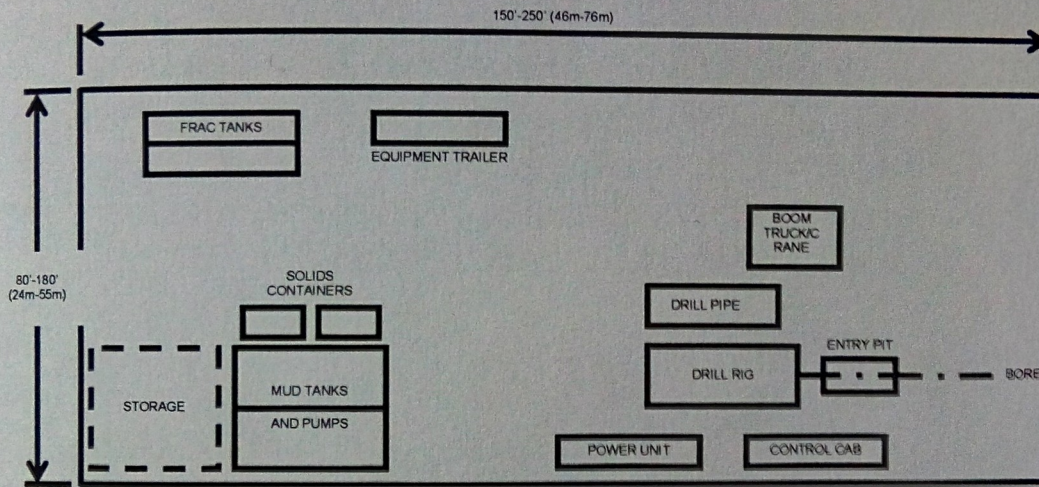 150'-250' (46m-76m)
FRAC TANKS
EQUIPMENT TRAILER
BOOM
TRUCK/C
RANE
80'-180'
(24m-55m)
SOLIDS
CONTAINERS
DRILL PIPE
ENTRY PIT
DRILL RIG
BORE
MUD TANKS
STORAGE
AND PUMPS
POWER UNIT
CONTROL CAB